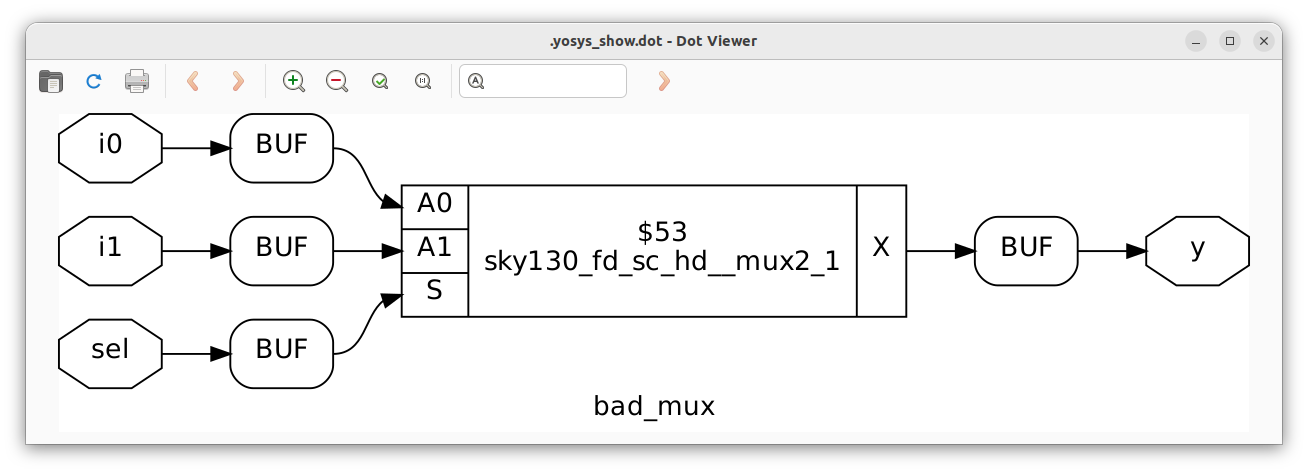 .yosys_show.dot - Dot Viewer
i0
BUF
A0
i1
BUF
A1
$53
sky130_fd_sc_hd__mux2_1
X
BUF
y
S
sel
BUF
bad_mux